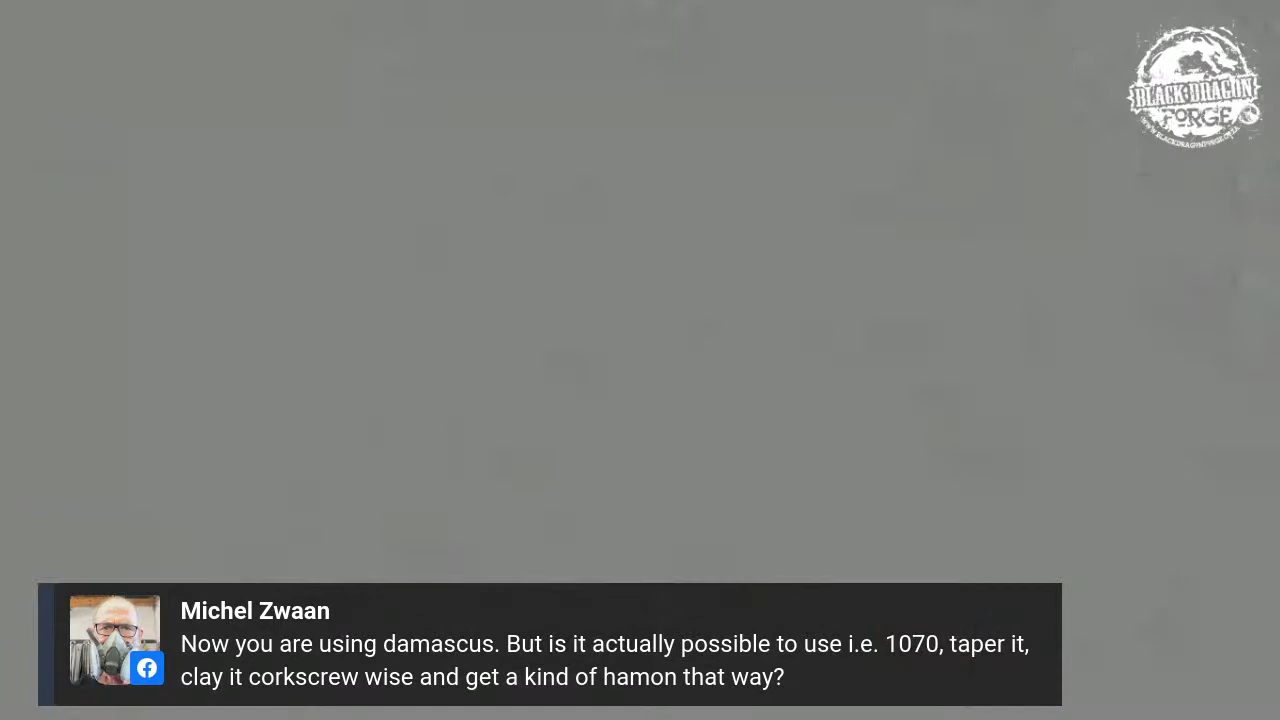 BLACK DRAGON
FORGE
Michel Zwaan
Now you are using damascus. But is it actually possible to use i.e. 1070, taper it,
clay it corkscrew wise and get a kind of hamon that way?